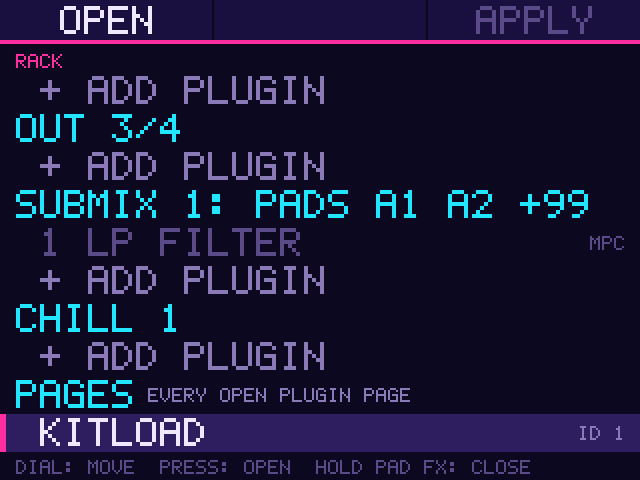 OPEN APPLY
RACK
+ ADD PLUGIN
OUT 3/4
+ ADD PLUGIN
SUBMIX 1: PADS A1 A2 +99
1 LP FILTER MPC
+ ADD PLUGIN
CHILL 1
+ ADD PLUGIN
PAGES EVERY OPEN PLUGIN PAGE
KITLOAD ID 1
DIAL: MOVE PRESS: OPEN HOLD PAD FX: CLOSE